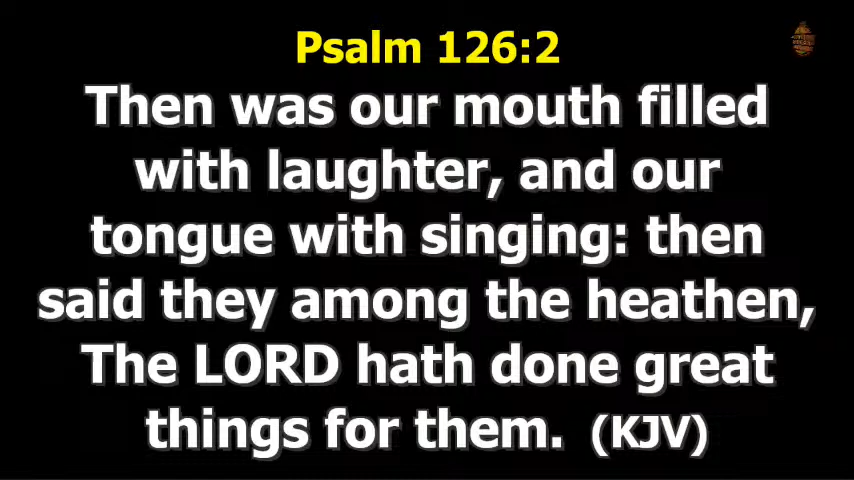 Psalm 126:2
Then was our mouth filled
with laughter, and our
tongue with singing: then
said they among the heathen,
The LORD hath done great
things for them. (KJV)